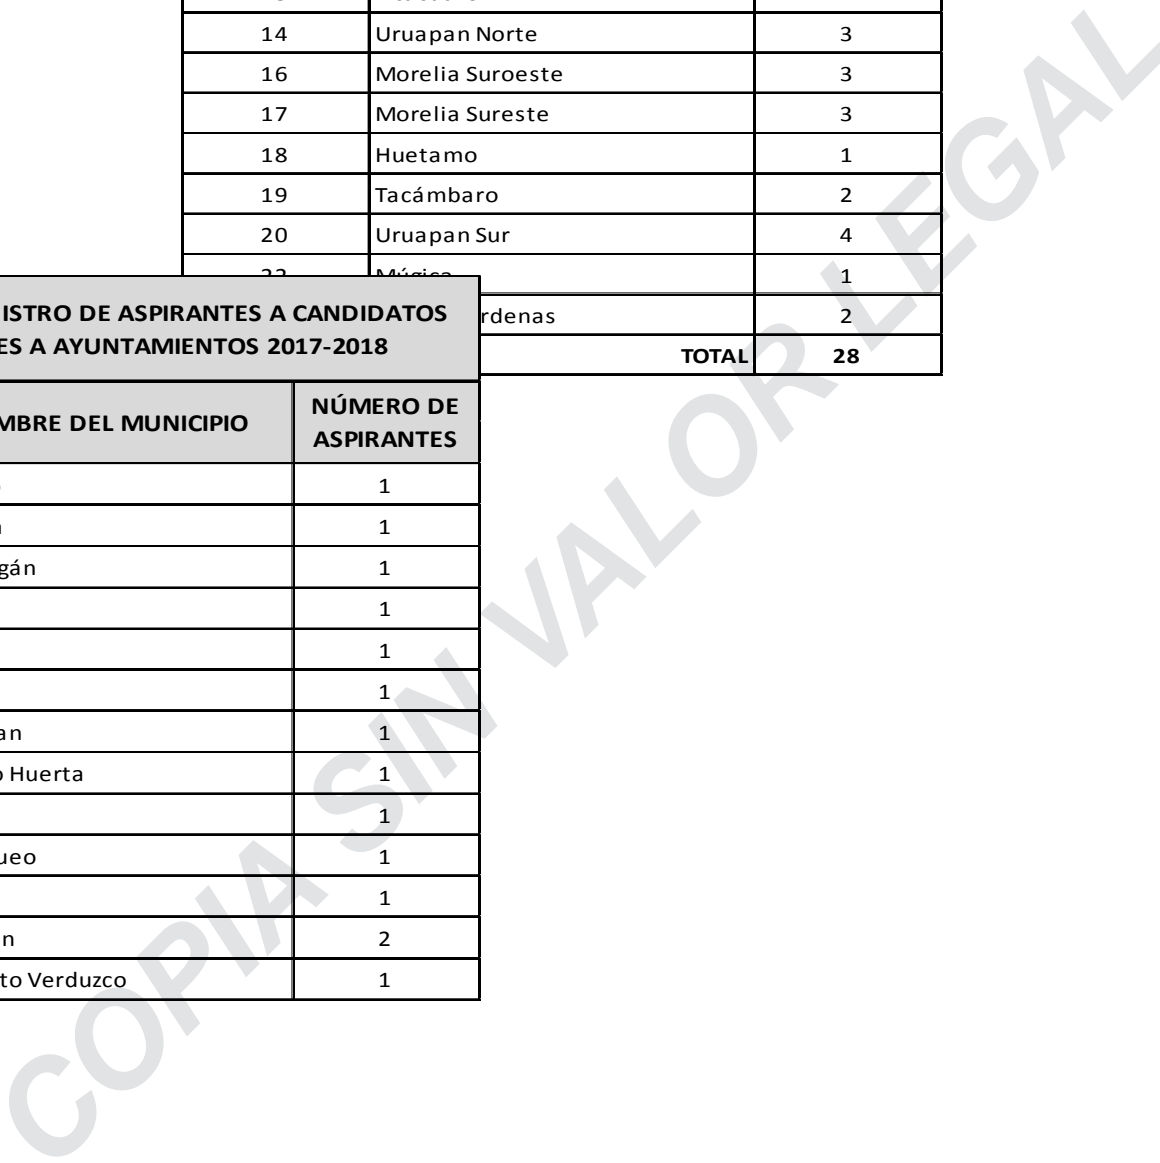 14 Uruapan Norte 3
16 Morelia Suroeste 3
17 Morelia Sureste 3
18 Huetamo 1
19 Tacámbaro 2
20 Uruapan Sur 4
22 Múgica 1
rdenas 2
TOTAL 28
ISTRO DE ASPIRANTES A CANDIDATOS
ES A AYUNTAMIENTOS 2017-2018
MBRE DEL MUNICIPIO
NÚMERO DE
ASPIRANTES
1
1
gán 1
1
1
1
an 1
o Huerta 1
1
ueo 1
1
n 2
to Verduzco 1
COPIA SIN VALOR LEGAL